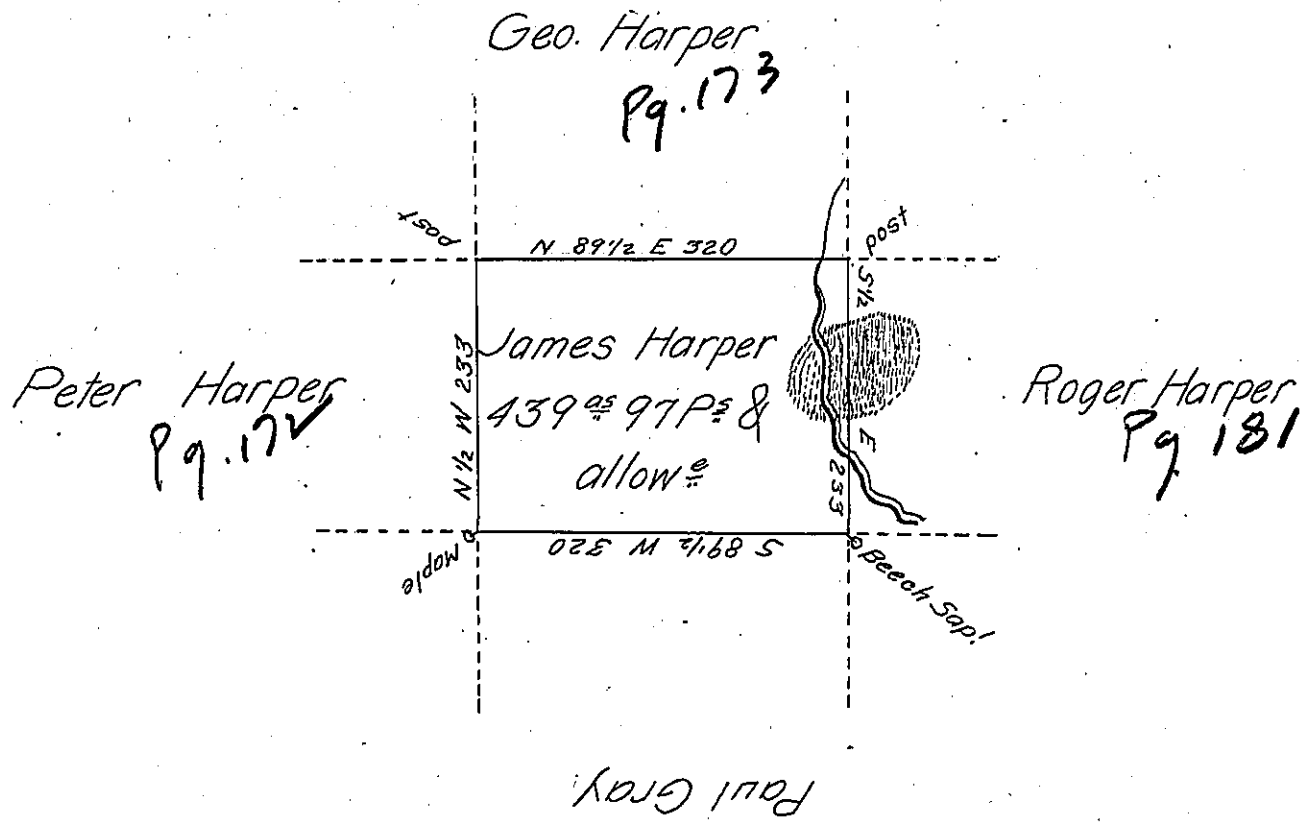 Geo. Harper
Pg. 173
post
N 89½ E 320
post
S ½ E 233
Peter Harper
Pg. 172
N ½ W 233
James Harper
439 as 97 Ps &
allow e
Roger Harper
Pg 181
S 89½ W 320
Maple
Beech Sap!
Paul Gray.